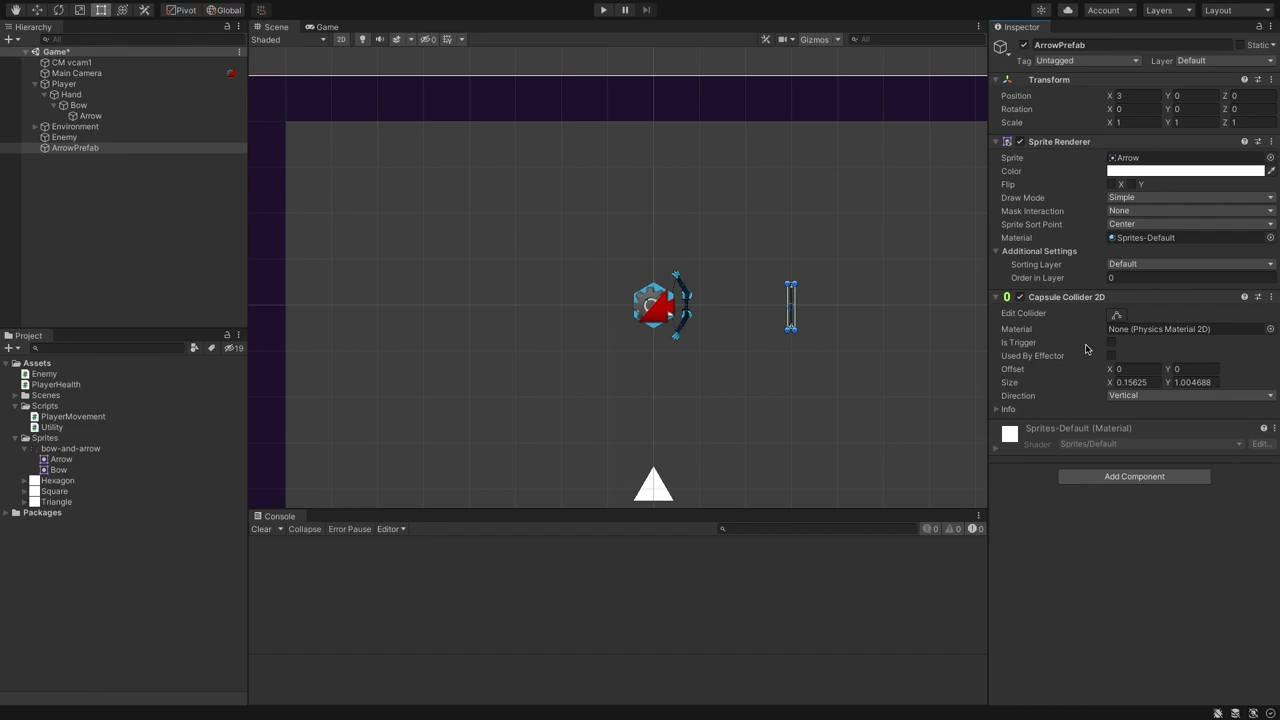 Pivot Global Account Layers Layout
Hierarchy Scene Game Inspector
All Shaded 2D 0 Gizmos All ArrowPrefab Static
Game*
CM vcam1 Tag Untagged Layer Default
Main Camera
Player Transform
Hand Position X 3 Y 0 Z 0
Bow Rotation X 0 Y 0 Z 0
Arrow Scale X 1 Y 1 Z 1
Environment
Enemy Sprite Renderer
ArrowPrefab
Sprite Arrow
Color
Flip X Y
Draw Mode Simple
Mask Interaction None
Sprite Sort Point Center
Material Sprites-Default
Additional Settings
Sorting Layer Default
Order in Layer 0
Capsule Collider 2D
Edit Collider
Material None (Physics Material 2D)
Is Trigger
Used By Effector
Offset X 0 Y 0
Size X 0.15625 Y 1.004688
Direction Vertical
Info
Sprites-Default (Material)
Shader Sprites/Default Edit...
Add Component
Project
19
Assets
Enemy
PlayerHealth
Scenes
Scripts
PlayerMovement
Utility
Sprites
bow-and-arrow
Arrow
Bow
Hexagon
Square
Triangle
Packages
Console
Clear Collapse Error Pause Editor 0 0 0